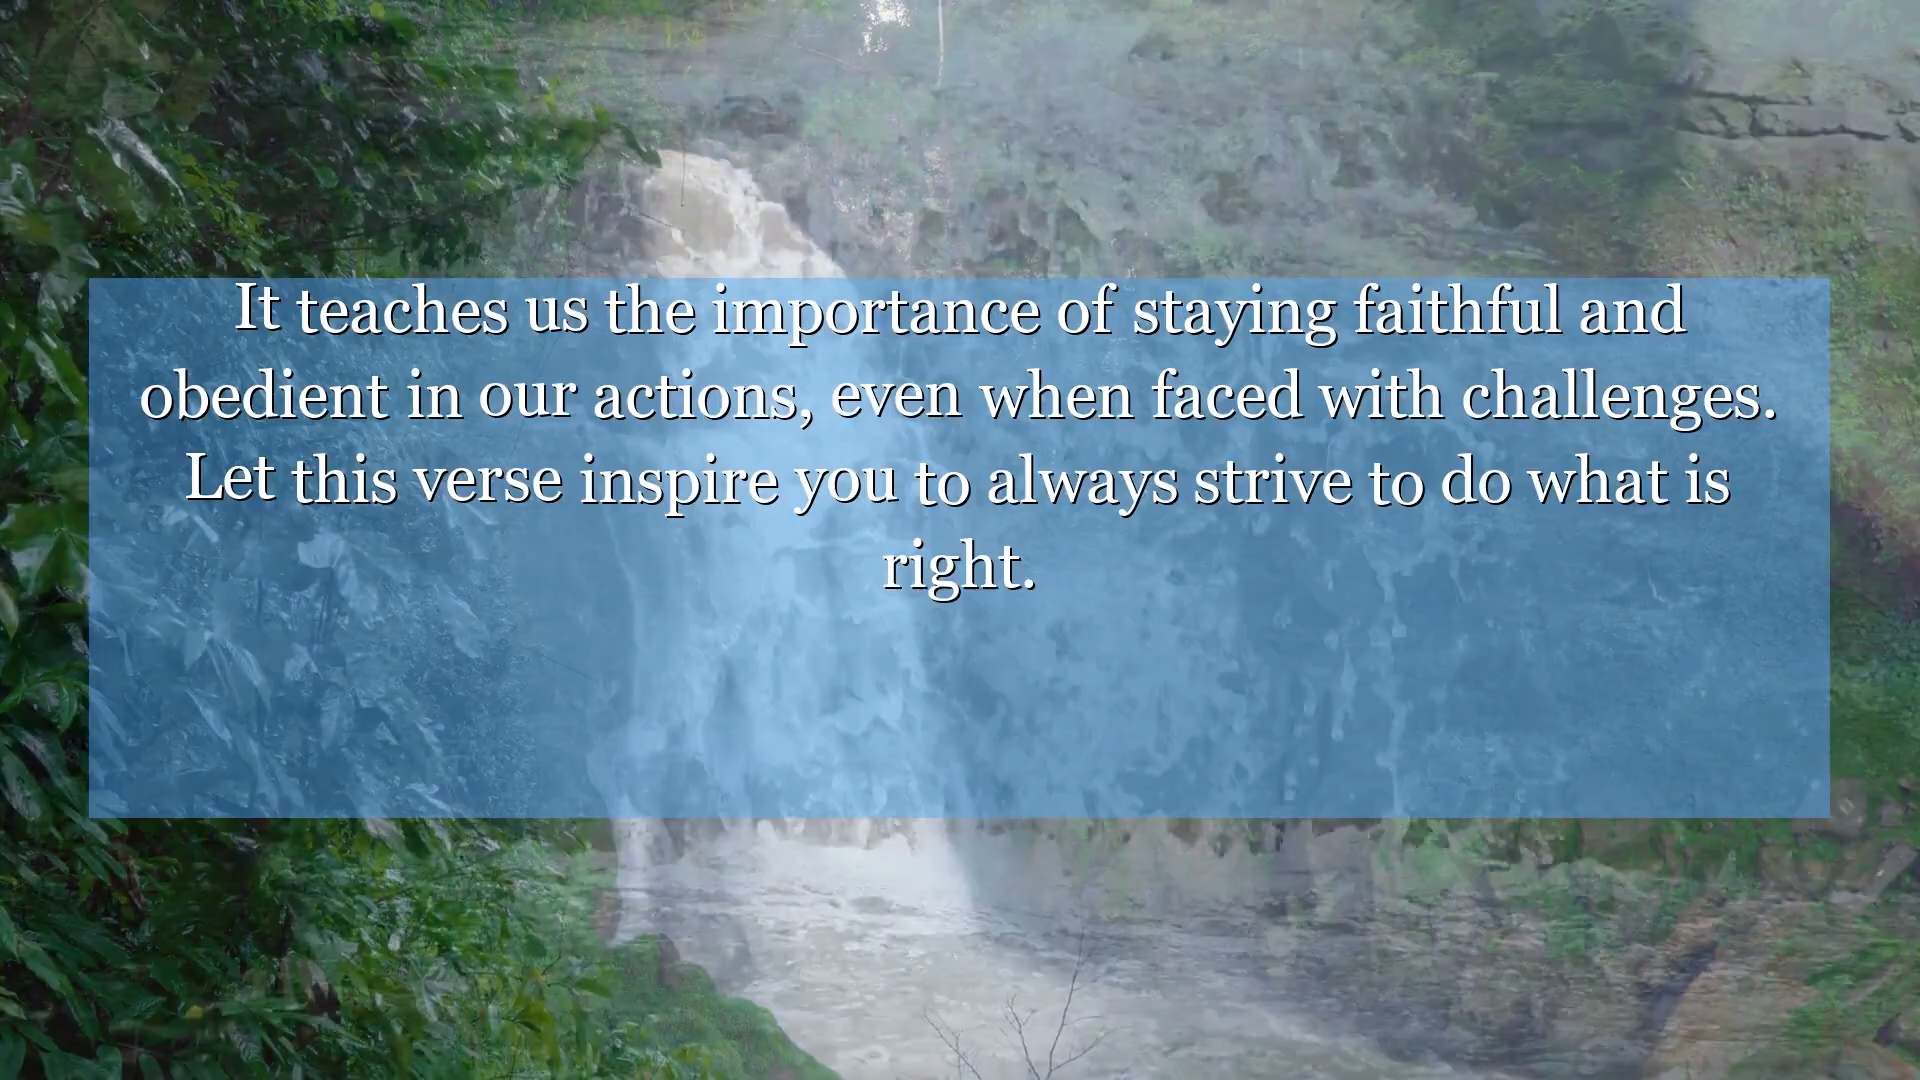 It teaches us the importance of staying faithful and
obedient in our actions, even when faced with challenges.
Let this verse inspire you to always strive to do what is
right.